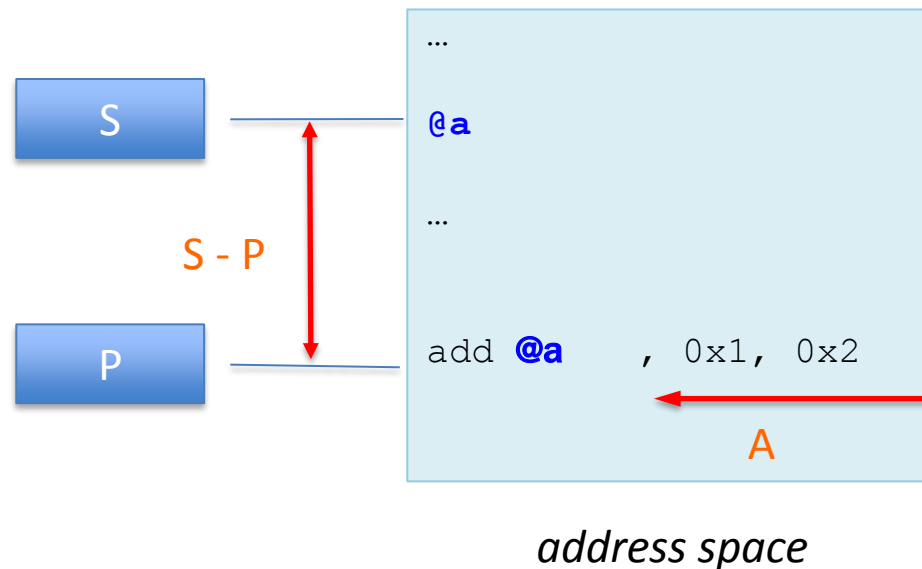 …
S
@a
…
S - P
P
add @a , 0x1, 0x2
A
address space